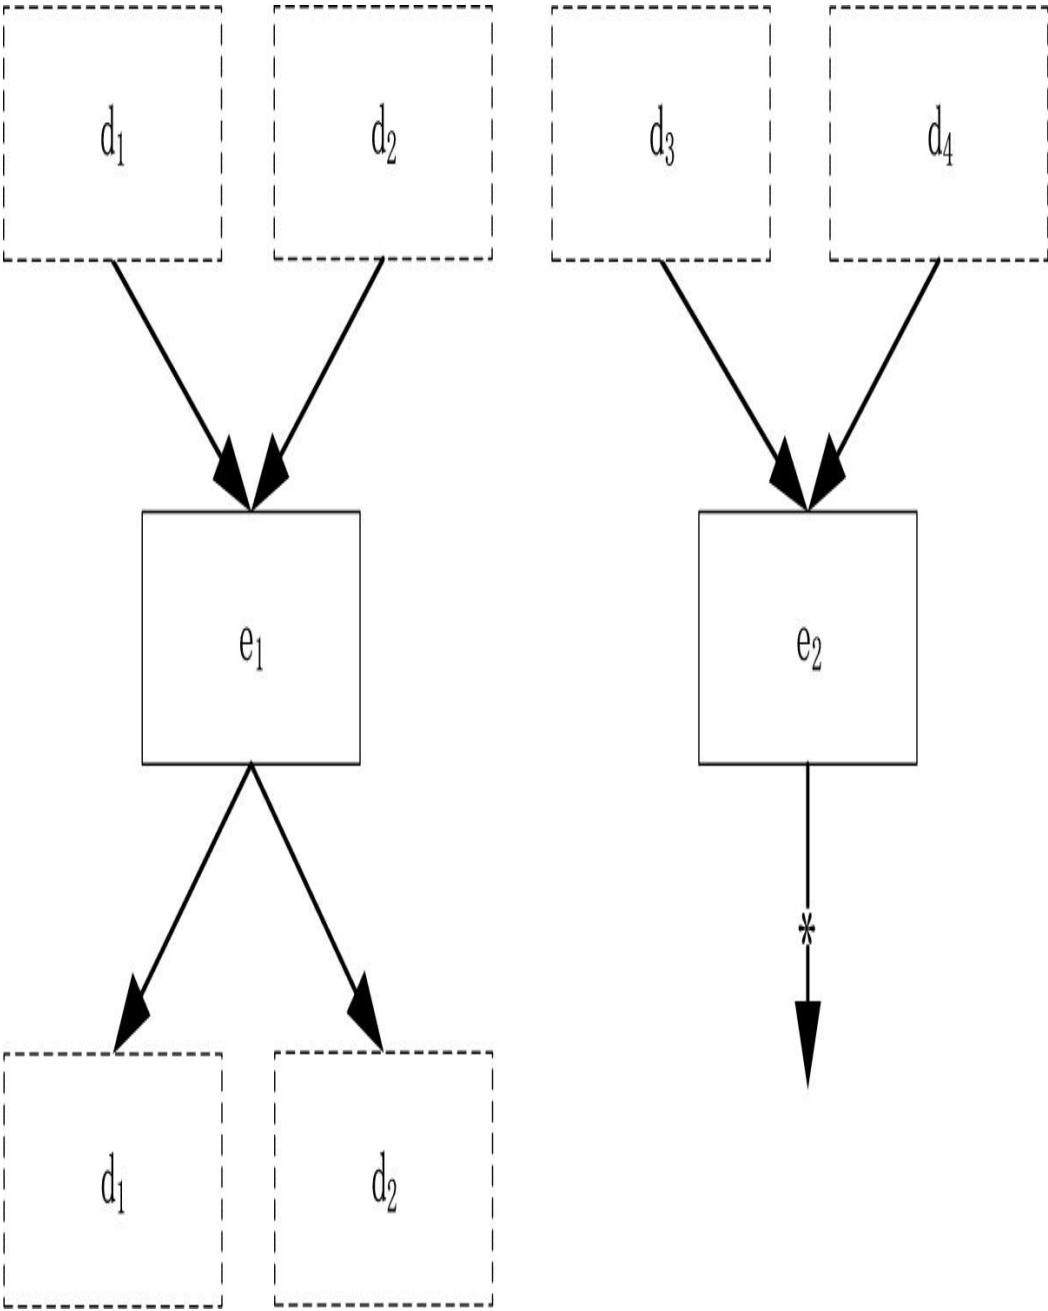 d₁ d₂ d₃ d₄
e₁ e₂
*
d₁ d₂